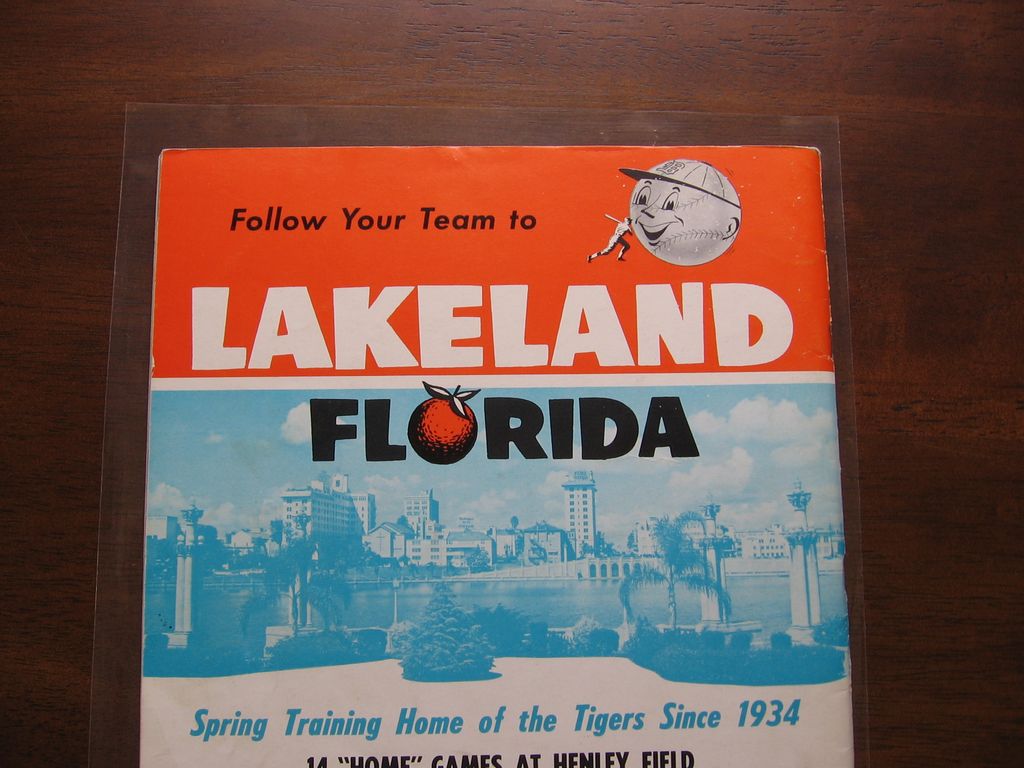 Follow Your Team to
LAKELAND
FLORIDA
Spring Training Home of the Tigers Since 1934
14 "HOME" GAMES AT HENLEY FIELD